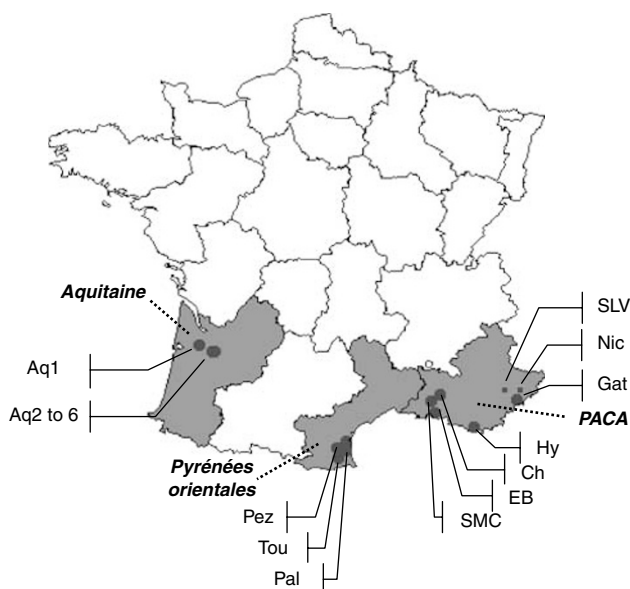 Aquitaine
SLV
Nic
Aq1
Gat
Aq2 to 6
PACA
Hy
Pyrénées
orientales
Ch
EB
Pez
SMC
Tou
Pal